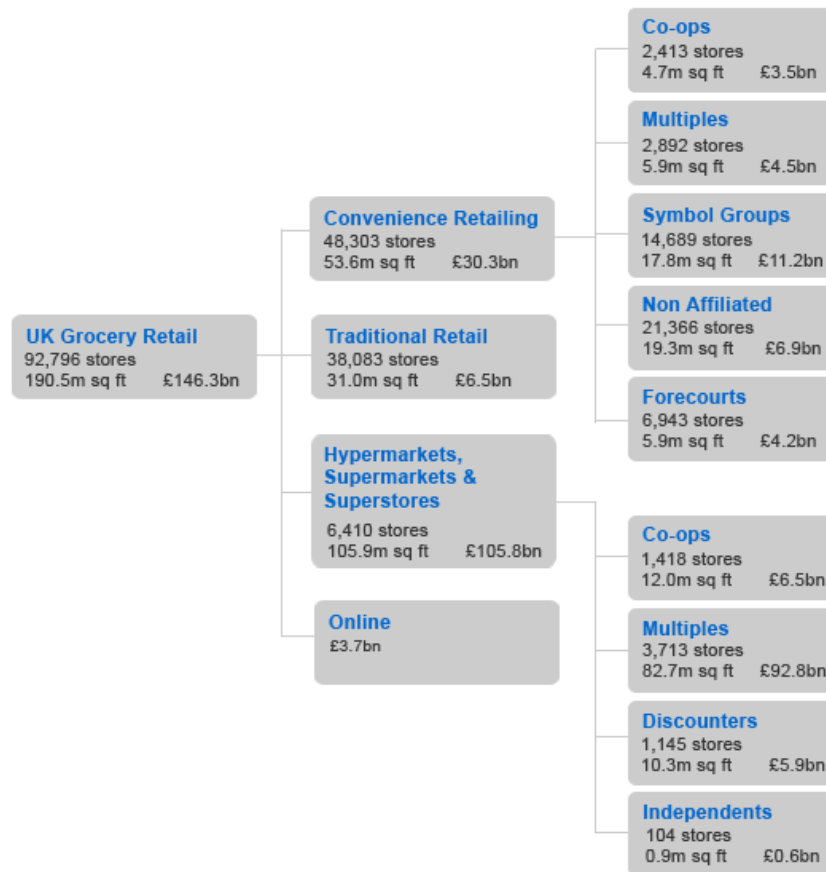 UK Grocery Retail
92,796 stores
190.5m sq ft £146.3bn
Convenience Retailing
48,303 stores
53.6m sq ft £30.3bn
Traditional Retail
38,083 stores
31.0m sq ft £6.5bn
Hypermarkets,
Supermarkets &
Superstores
6,410 stores
105.9m sq ft £105.8bn
Online
£3.7bn
Co-ops
2,413 stores
4.7m sq ft £3.5bn
Multiples
2,892 stores
5.9m sq ft £4.5bn
Symbol Groups
14,689 stores
17.8m sq ft £11.2bn
Non Affiliated
21,366 stores
19.3m sq ft £6.9bn
Forecourts
6,943 stores
5.9m sq ft £4.2bn
Co-ops
1,418 stores
12.0m sq ft £6.5bn
Multiples
3,713 stores
82.7m sq ft £92.8bn
Discounters
1,145 stores
10.3m sq ft £5.9bn
Independents
104 stores
0.9m sq ft £0.6bn